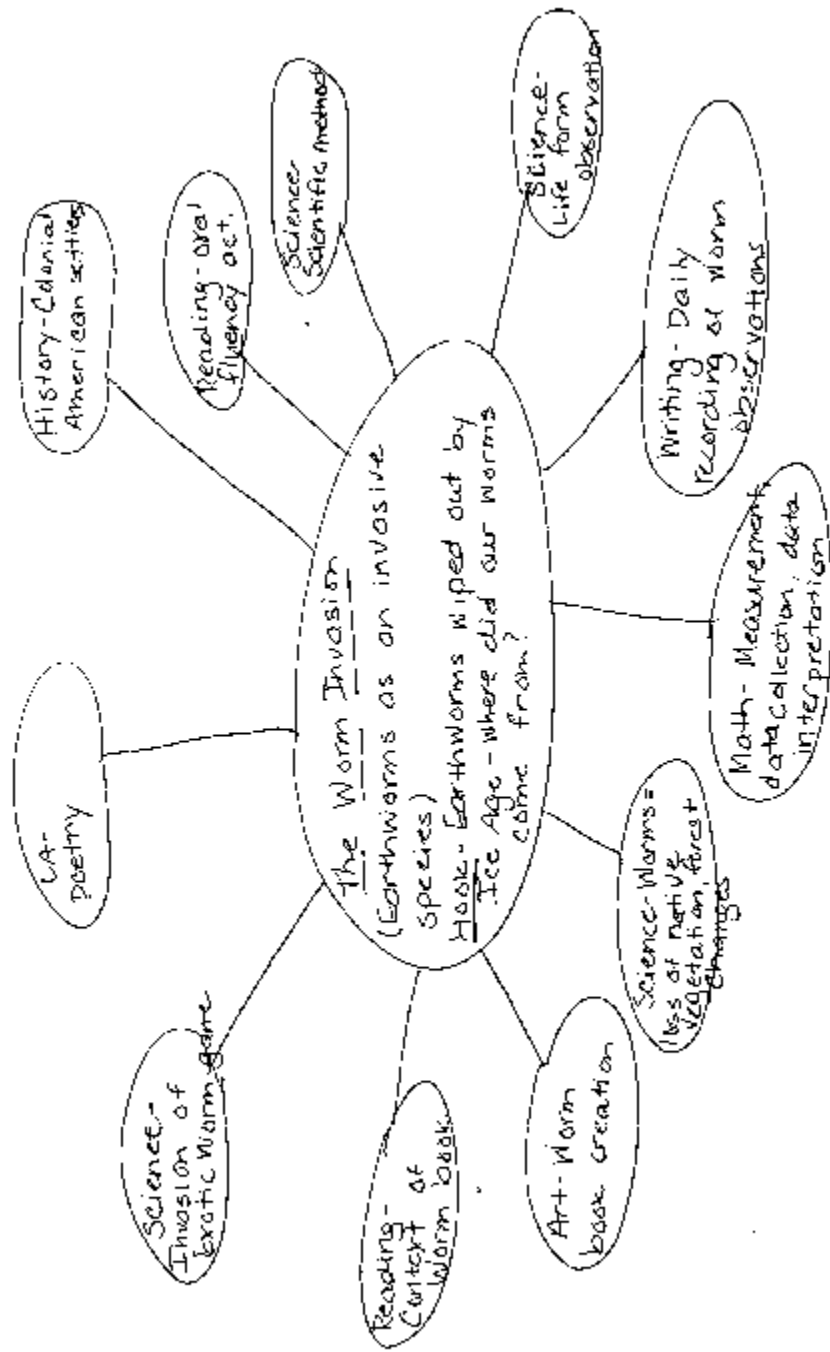 The Worm Invasion
(Earthworms as an invasive
species)
Hook-Earthworms wiped out by
Ice Age-where did our worms
come from?
LA-
Poetry
History-Colonial
American settlers
Reading-oral
fluency act.
Science-
Scientific method
Science-
Life form
observation
Writing-Daily
recording of worm
observations
Math- Measurement,
data collection, data
interpretation
Science-Worms=
loss of native
vegetation, forest
changes
Art-Worm
book creation
Reading-
Context of
Worm book
Science-
Invasion of
Exotic Worm game